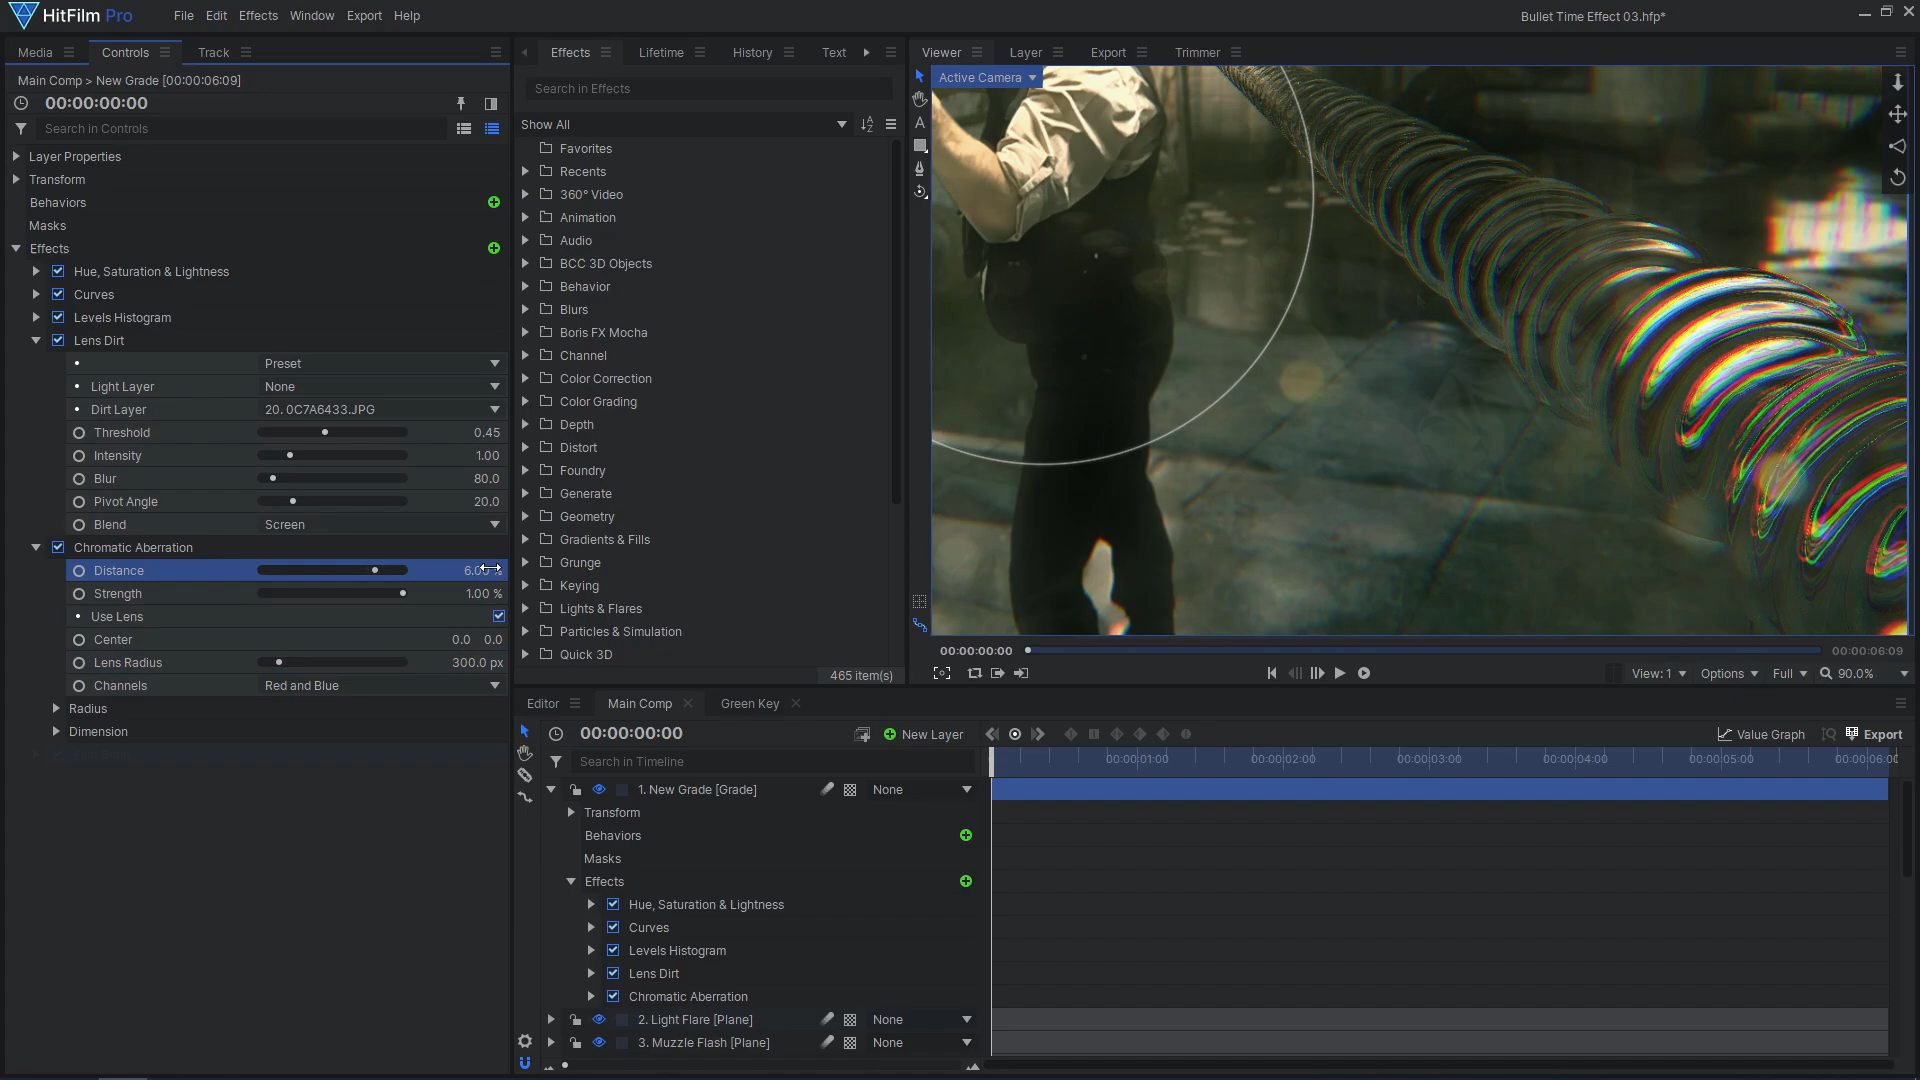 HitFilm Pro
File Edit Effects Window Export Help
Bullet Time Effect 03.hfp*
Media Controls Track
Main Comp > New Grade [00:00:06:09]
00:00:00:00
Search in Controls
Layer Properties
Transform
Behaviors
Masks
Effects
Hue, Saturation & Lightness
Curves
Levels Histogram
Lens Dirt
Preset
Light Layer None
Dirt Layer 20. 0C7A6433.JPG
Threshold 0.45
Intensity 1.00
Blur 80.0
Pivot Angle 20.0
Blend Screen
Chromatic Aberration
Distance 6.00 %
Strength 1.00 %
Use Lens
Center 0.0 0.0
Lens Radius 300.0 px
Channels Red and Blue
Radius
Dimension
Effects Lifetime History Text
Search in Effects
Show All
Favorites
Recents
360° Video
Animation
Audio
BCC 3D Objects
Behavior
Blurs
Boris FX Mocha
Channel
Color Correction
Color Grading
Depth
Distort
Foundry
Generate
Geometry
Gradients & Fills
Grunge
Keying
Lights & Flares
Particles & Simulation
Quick 3D
465 item(s)
Viewer Layer Export Trimmer
Active Camera
A
00:00:00:00 00:00:06:09
View: 1 Options Full 90.0%
Editor Main Comp Green Key
00:00:00:00 New Layer Value Graph Export
Search in Timeline
00:00:01:00 00:00:02:00 00:00:03:00 00:00:04:00 00:00:05:00 00:00:06:00
1. New Grade [Grade] None
Transform
Behaviors
Masks
Effects
Hue, Saturation & Lightness
Curves
Levels Histogram
Lens Dirt
Chromatic Aberration
2. Light Flare [Plane] None
3. Muzzle Flash [Plane] None